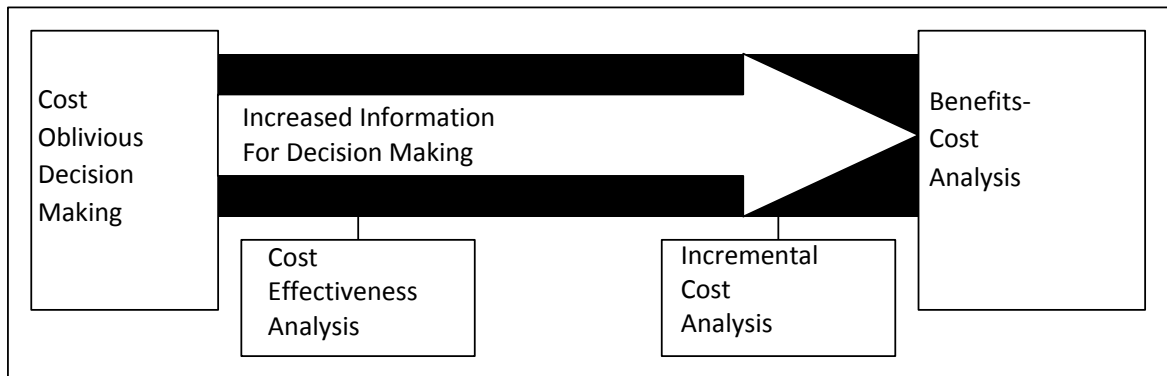 Cost
Oblivious
Decision
Making
Increased Information
For Decision Making
Benefits-
Cost
Analysis
Cost
Effectiveness
Analysis
Incremental
Cost
Analysis